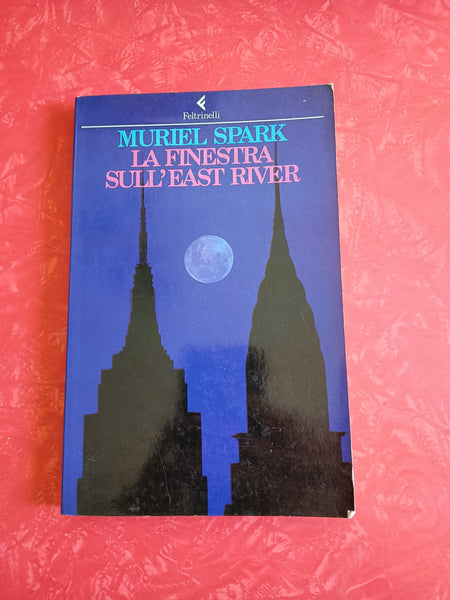 Feltrinelli
MURIEL SPARK
LA FINESTRA
SULL'EAST RIVER